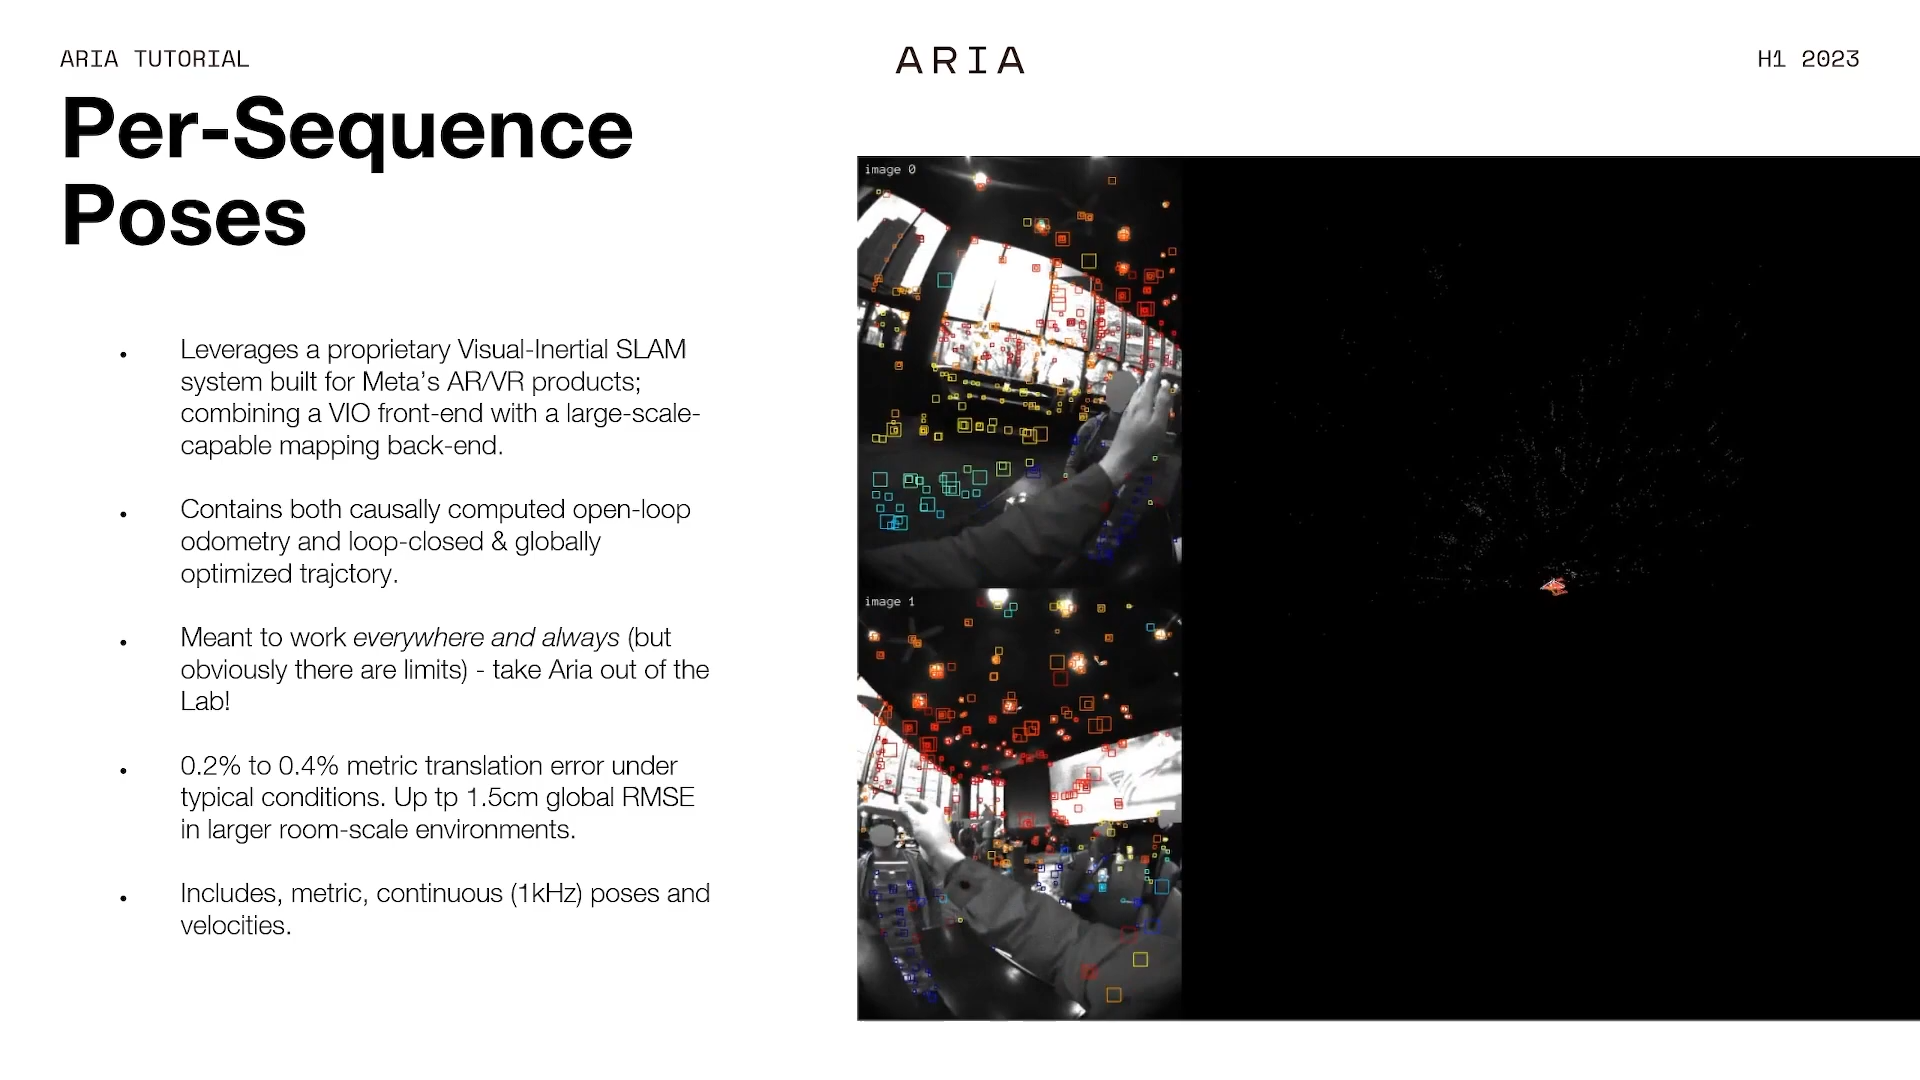 ARIA TUTORIAL
ARIA
H1 2023
Per-Sequence
Poses
• Leverages a proprietary Visual-Inertial SLAM
system built for Meta’s AR/VR products;
combining a VIO front-end with a large-scale-
capable mapping back-end.
• Contains both causally computed open-loop
odometry and loop-closed & globally
optimized trajctory.
• Meant to work everywhere and always (but
obviously there are limits) - take Aria out of the
Lab!
• 0.2% to 0.4% metric translation error under
typical conditions. Up tp 1.5cm global RMSE
in larger room-scale environments.
• Includes, metric, continuous (1kHz) poses and
velocities.
image 0
image 1